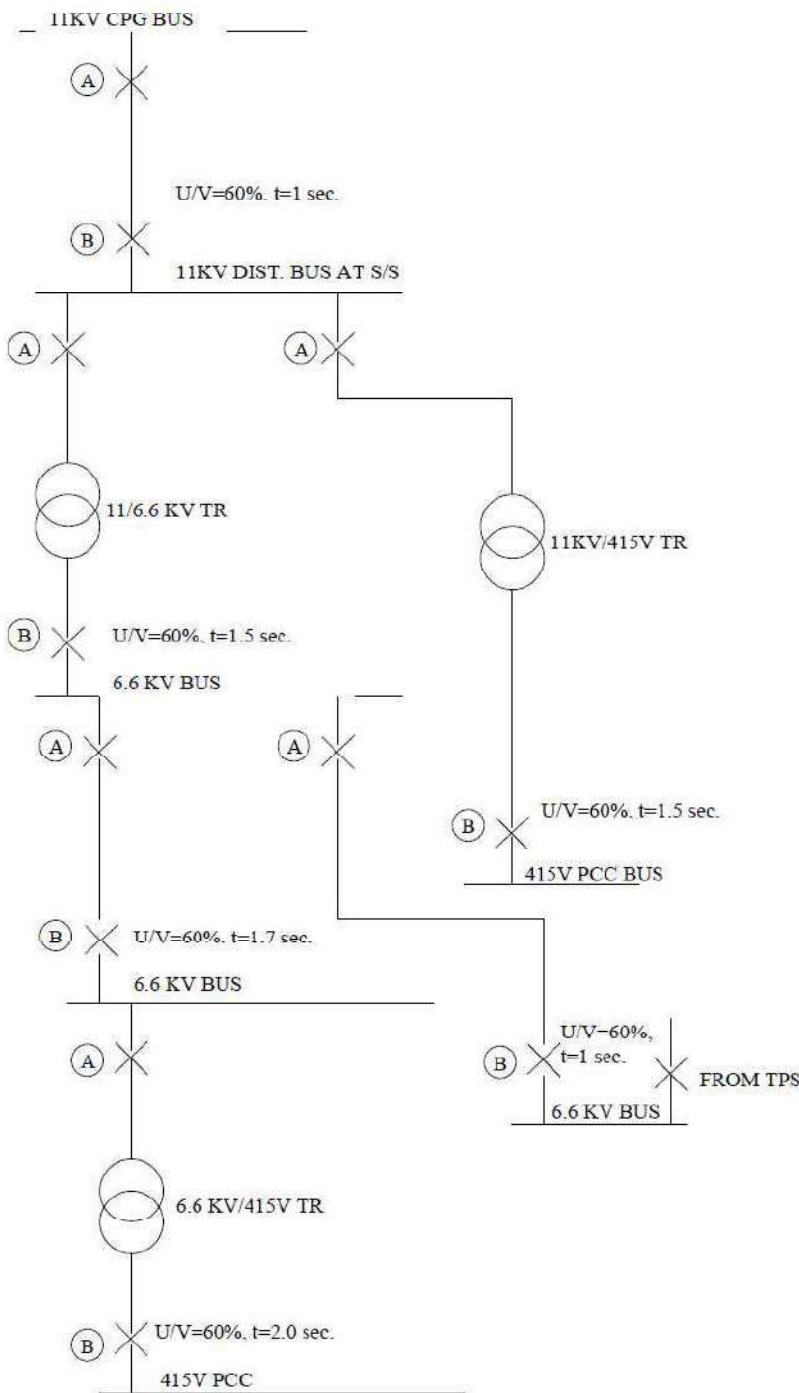 11KV CPG BUS
A
U/V=60%. t=1 sec.
B
11KV DIST. BUS AT S/S
A
A
11/6.6 KV TR
11KV/415V TR
B
U/V=60%. t=1.5 sec.
6.6 KV BUS
A
A
U/V=60%. t=1.5 sec.
B
415V PCC BUS
B
U/V=60%. t=1.7 sec.
6.6 KV BUS
U/V=60%,
t=1 sec.
A
B
FROM TPS
6.6 KV BUS
6.6 KV/415V TR
U/V=60%. t=2.0 sec.
B
415V PCC